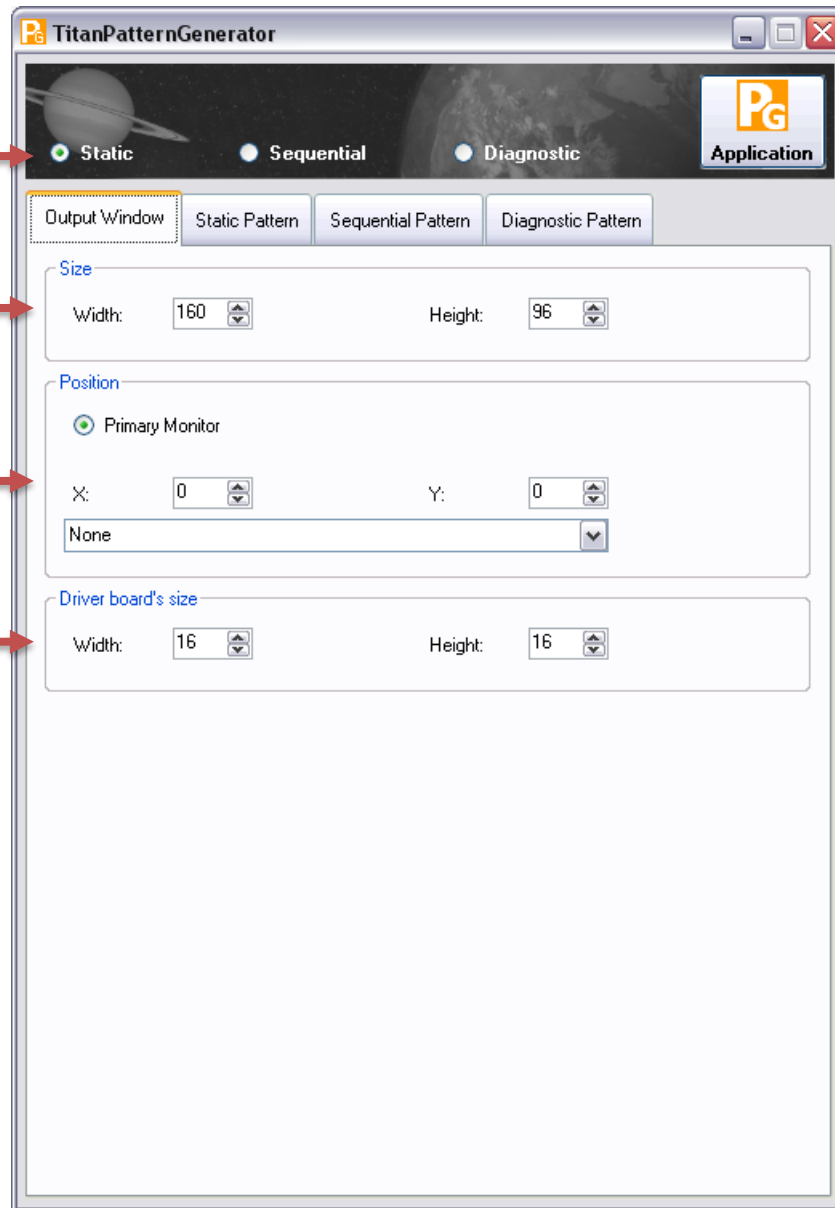 PG TitanPatternGenerator
PG
Static Sequential Diagnostic Application
Output Window Static Pattern Sequential Pattern Diagnostic Pattern
Size
Width: 160 Height: 96
Position
Primary Monitor
X: 0 Y: 0
None
Driver board's size
Width: 16 Height: 16